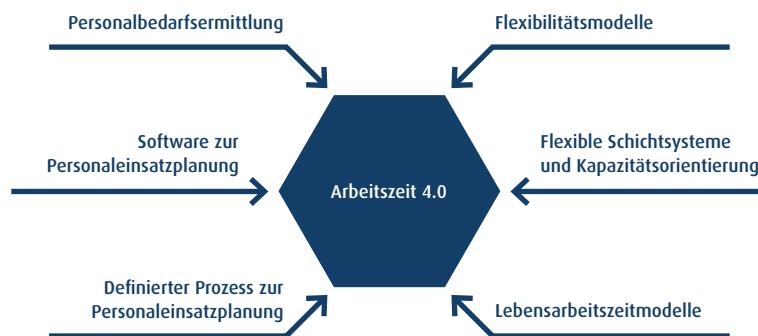 Personalbedarfsermittlung
Flexibilitätsmodelle
Software zur
Personaleinsatzplanung
Arbeitszeit 4.0
Flexible Schichtsysteme
und Kapazitätsorientierung
Definierter Prozess zur
Personaleinsatzplanung
Lebensarbeitszeitmodelle